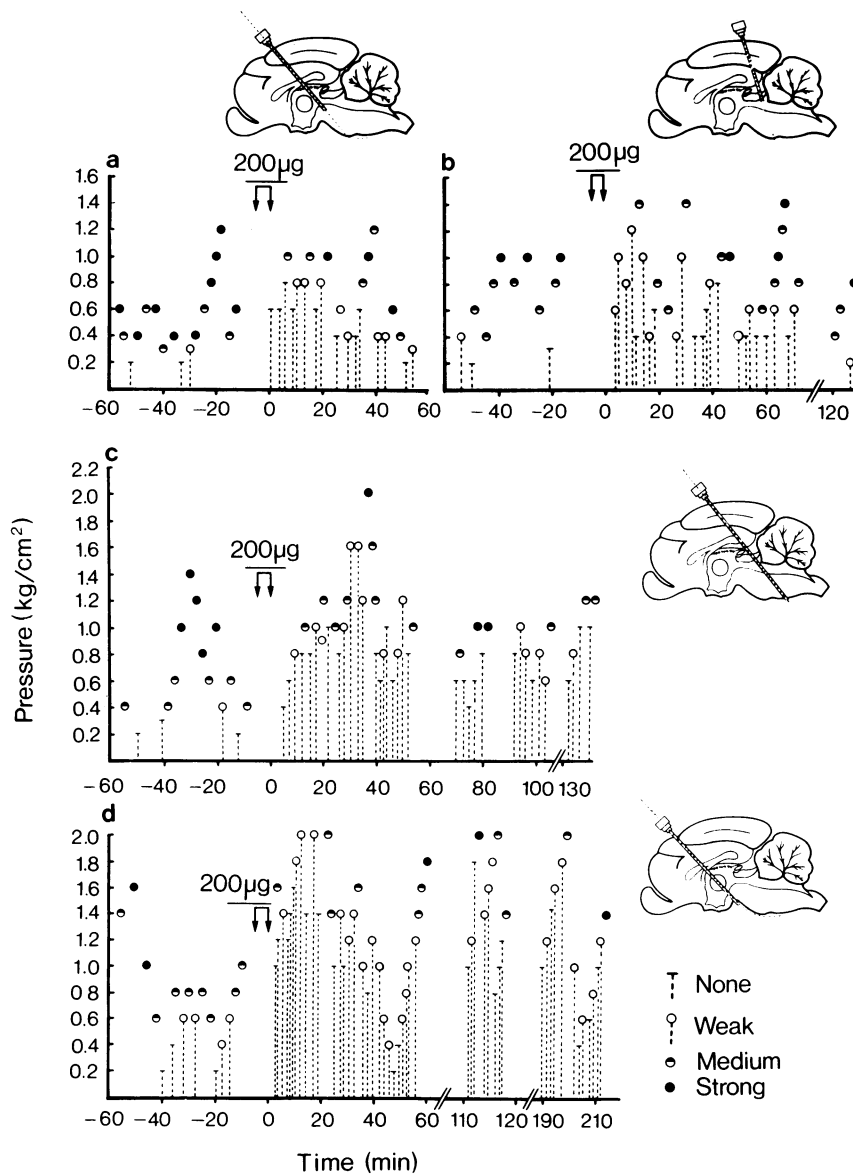 a
200µg
1.6
1.4
1.2
1.0
0.8
0.6
0.4
0.2
-60 -40 -20 0 20 40 60
b
200µg
-40 -20 0 20 40 60 120
c
200µg
2.2
2.0
1.8
1.6
1.4
1.2
1.0
0.8
0.6
0.4
0.2
-60 -40 -20 0 20 40 60 80 100 130
Pressure (kg/cm²)
d
200µg
2.0
1.8
1.6
1.4
1.2
1.0
0.8
0.6
0.4
0.2
-60 -40 -20 0 20 40 60 110 120 190 210
Time (min)
None
Weak
Medium
Strong